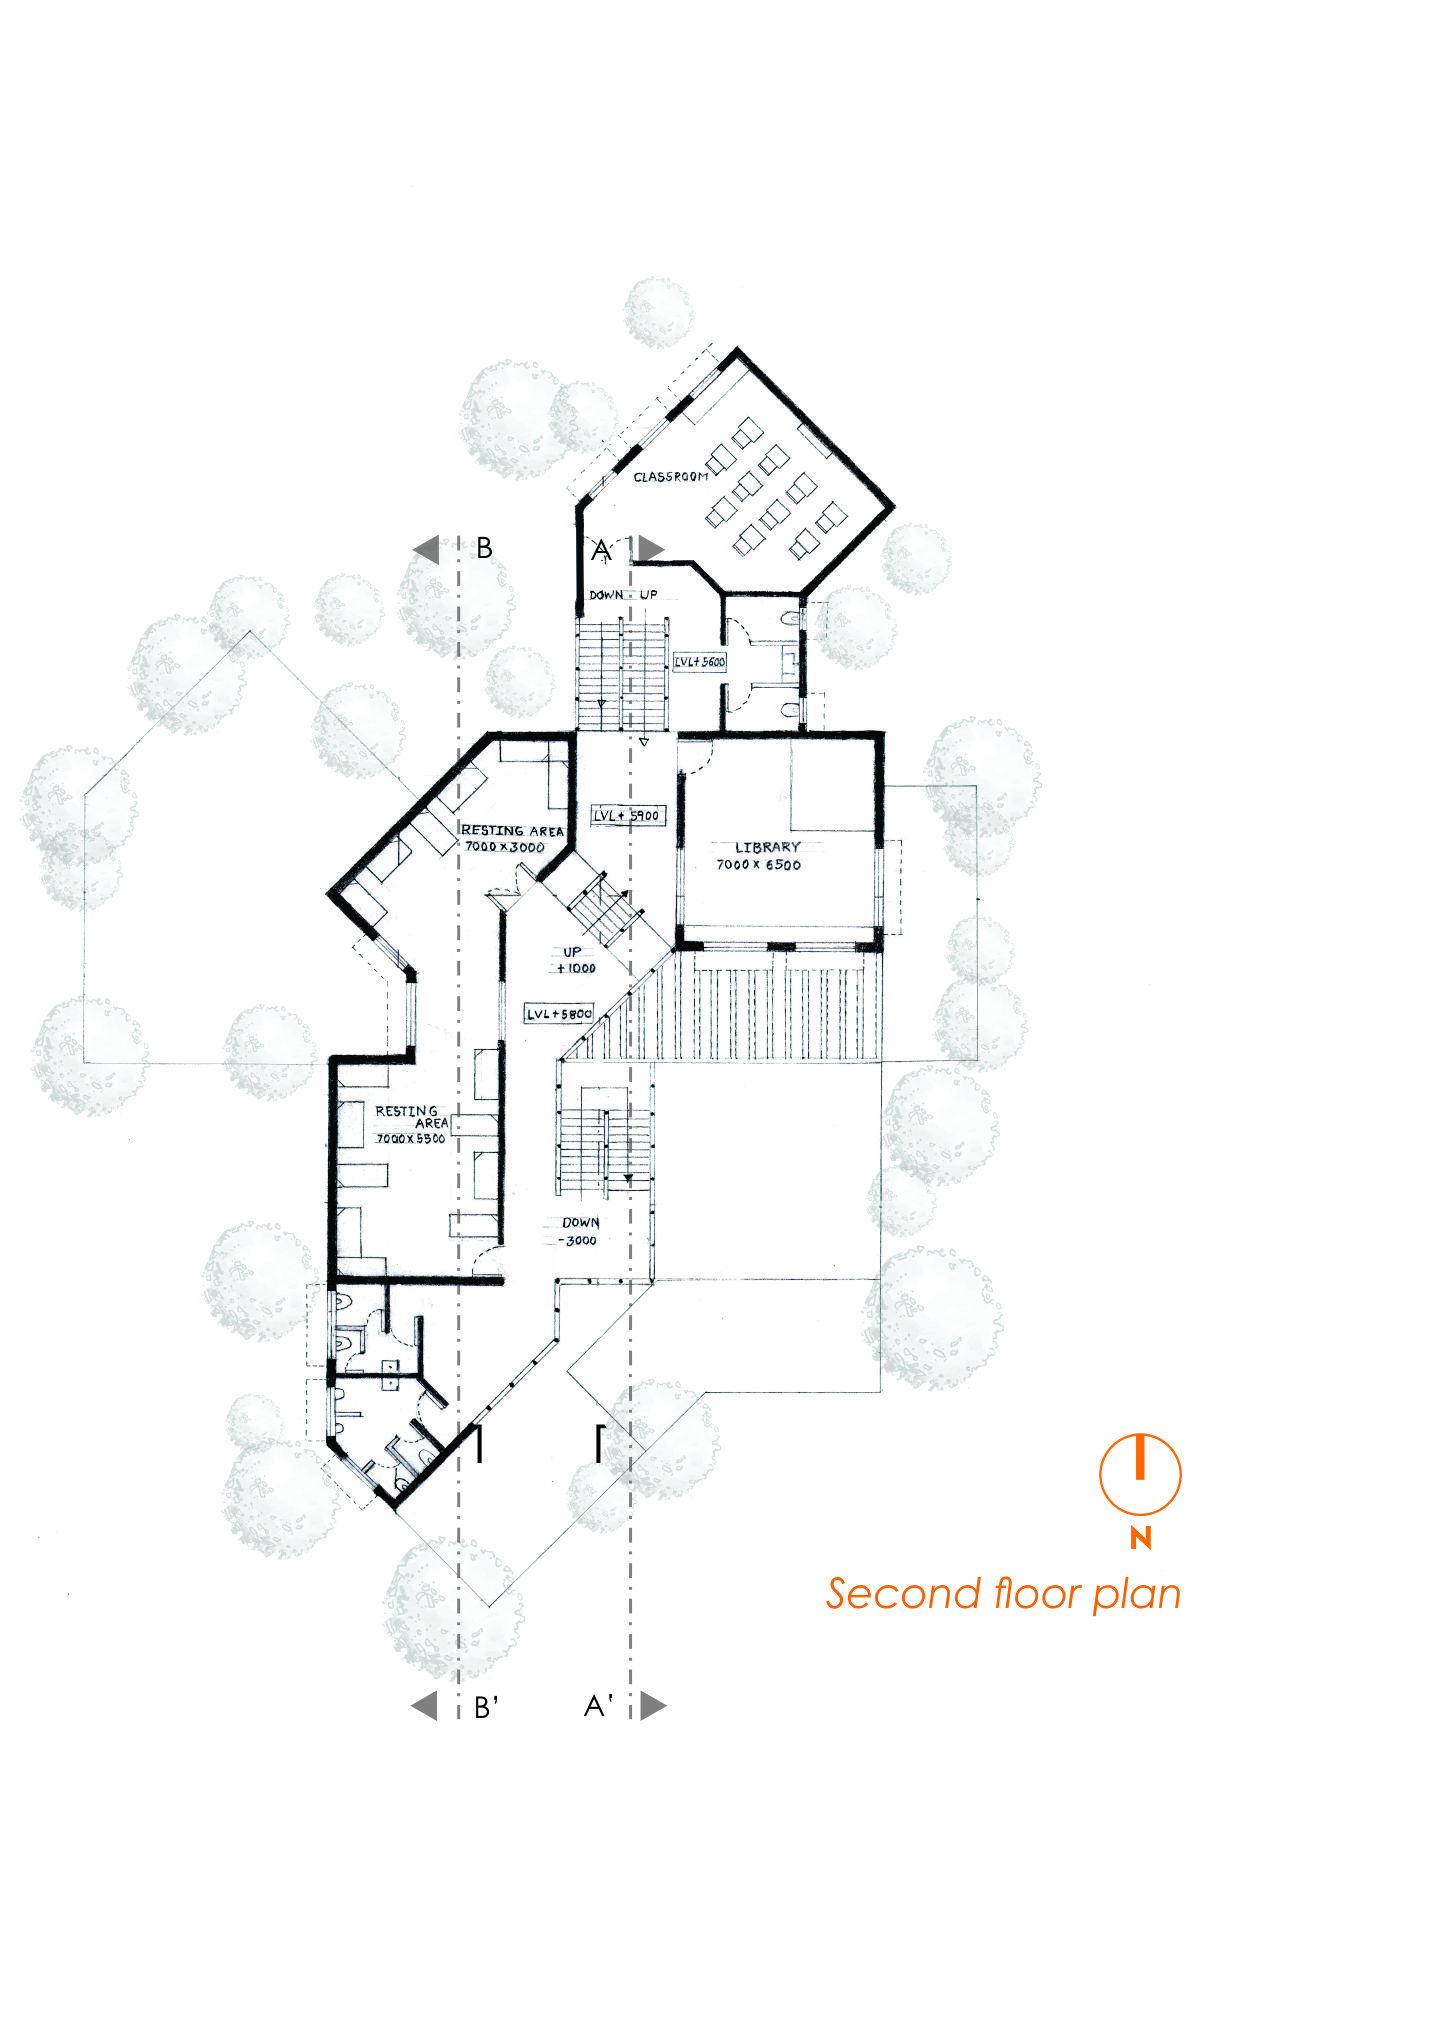 CLASSROOM
B
A
DOWN UP
LVL+ 5600
LVL+ 5900
RESTING AREA
7000 X 3000
LIBRARY
7000 X 6500
UP
+1000
LVL+5800
RESTING
AREA
7000 X 5500
DOWN
-3000
N
Second floor plan
B'
A'